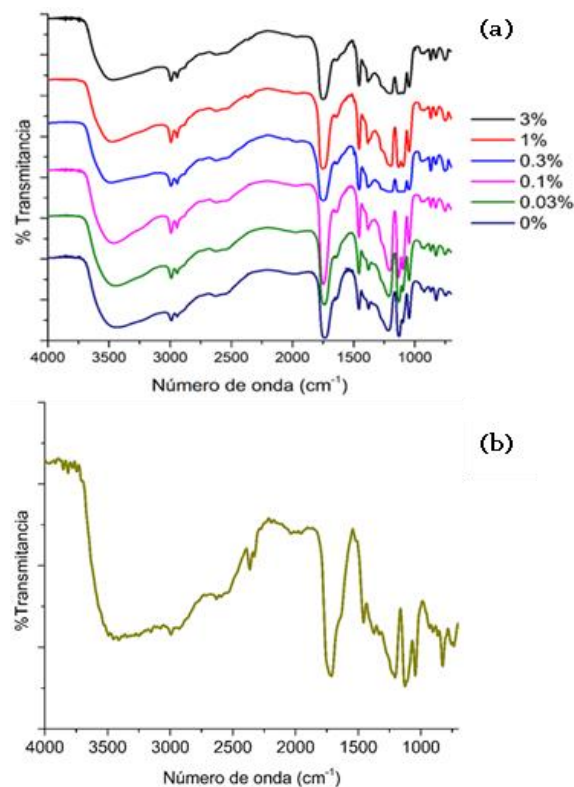 (a)
3%
1%
0.3%
0.1%
0.03%
0%
% Transmitancia
4000 3500 3000 2500 2000 1500 1000
Número de onda (cm-1)
(b)
%Transmitancia
4000 3500 3000 2500 2000 1500 1000
Número de onda (cm-1)